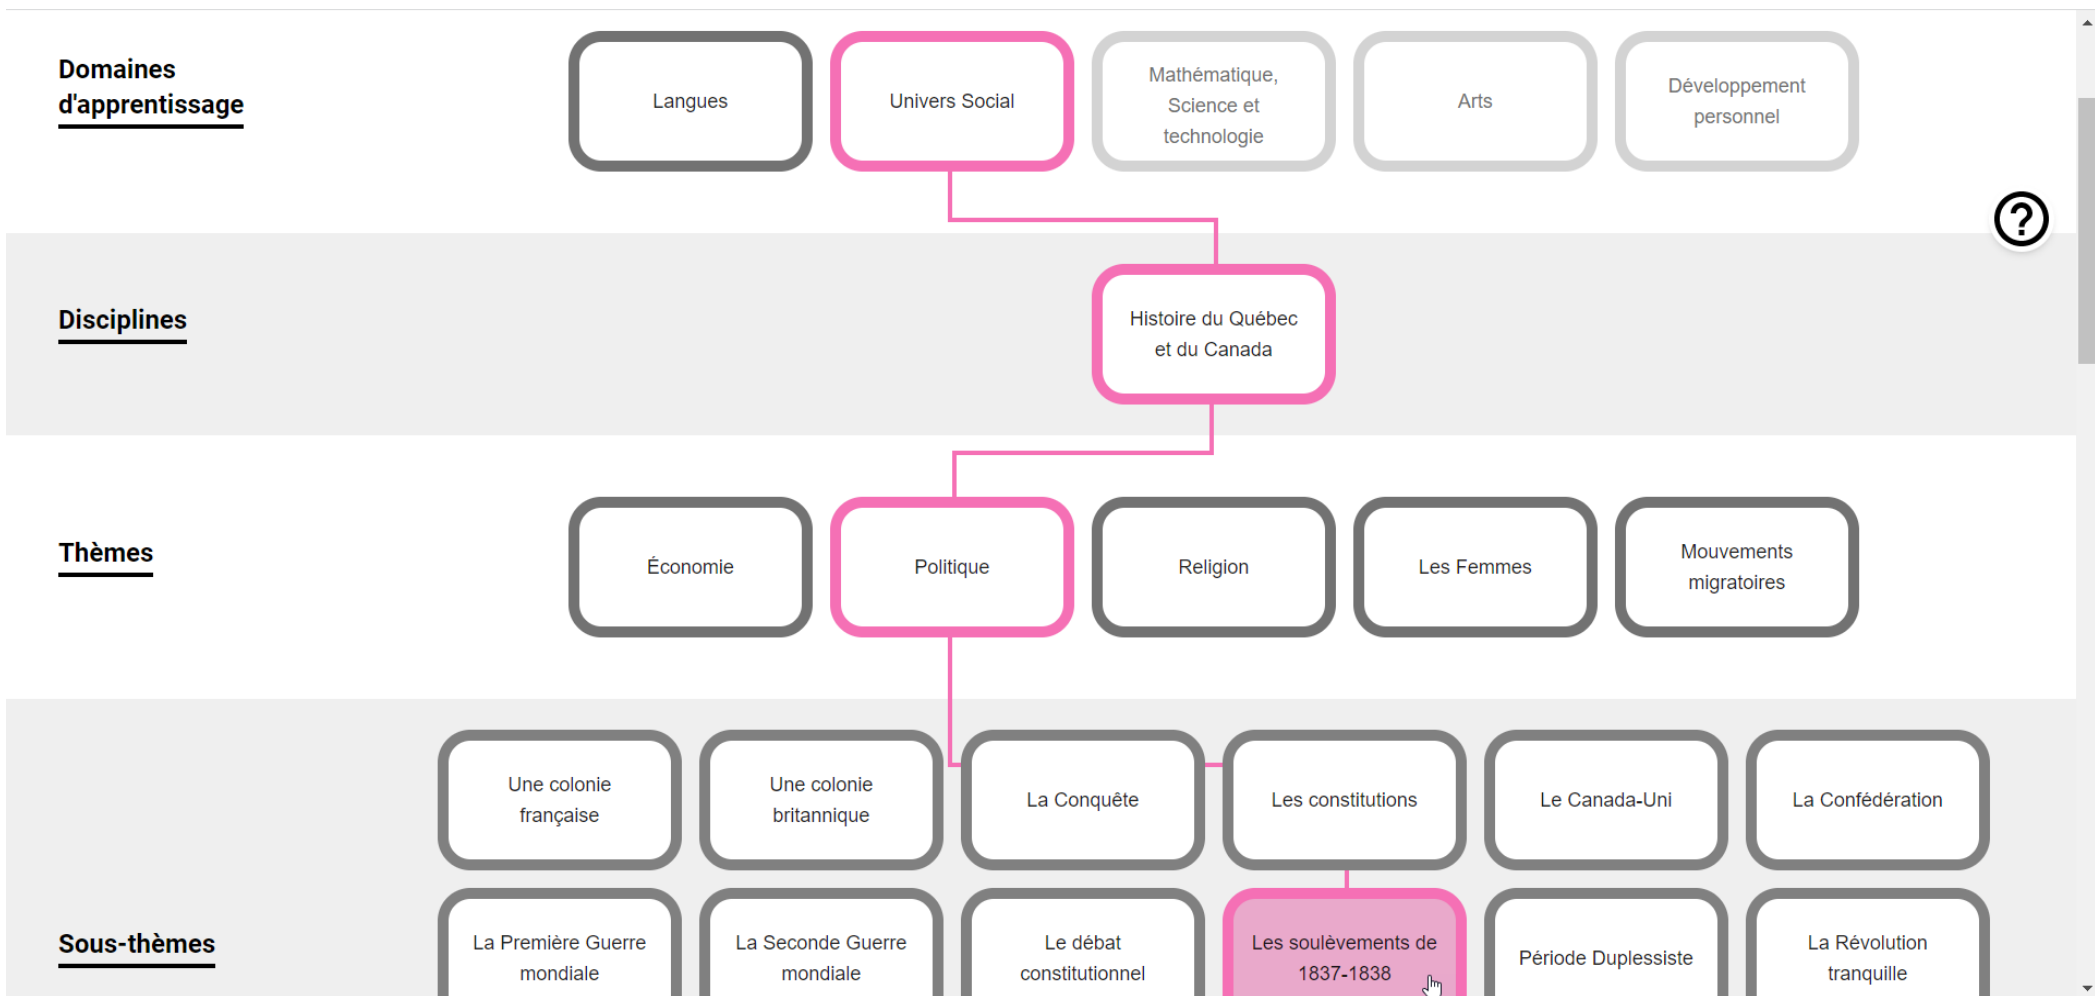 Domaines
d'apprentissage
Langues
Univers Social
Mathématique,
Science et
technologie
Arts
Développement
personnel
?
Disciplines
Histoire du Québec
et du Canada
Thèmes
Économie
Politique
Religion
Les Femmes
Mouvements
migratoires
Sous-thèmes
Une colonie
française
Une colonie
britannique
La Conquête
Les constitutions
Le Canada-Uni
La Confédération
La Première Guerre
mondiale
La Seconde Guerre
mondiale
Le débat
constitutionnel
Les soulèvements de
1837-1838
Période Duplessiste
La Révolution
tranquille